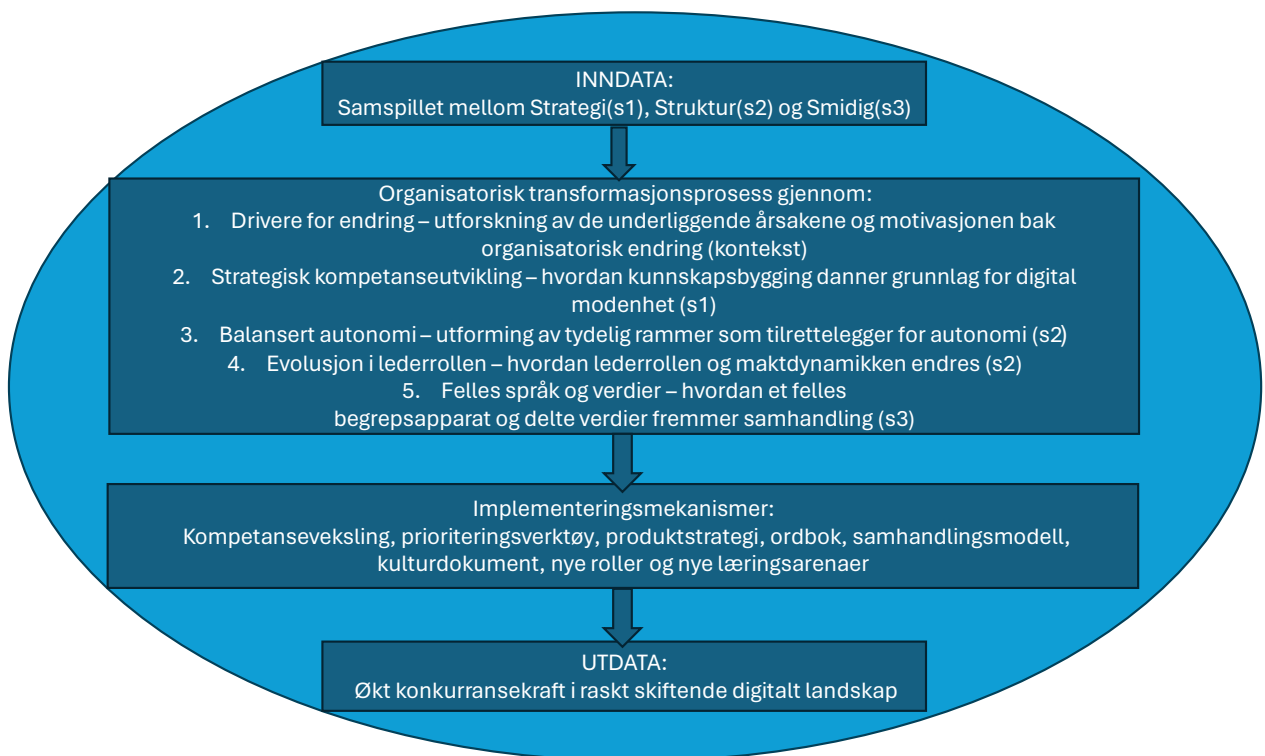 INNDATA:
Samspillet mellom Strategi(s1), Struktur(s2) og Smidig(s3)
Organisatorisk transformasjonsprosess gjennom:
1. Drivere for endring – utforskning av de underliggende årsakene og motivasjonen bak
organisatorisk endring (kontekst)
2. Strategisk kompetanseutvikling – hvordan kunnskapsbygging danner grunnlag for digital
modenhet (s1)
3. Balansert autonomi – utforming av tydelig rammer som tilrettelegger for autonomi (s2)
4. Evolusjon i lederrollen – hvordan lederrollen og maktdynamikken endres (s2)
5. Felles språk og verdier – hvordan et felles
begrepsapparat og delte verdier fremmer samhandling (s3)
Implementeringsmekanismer:
Kompetanseveksling, prioriteringsverktøy, produktstrategi, ordbok, samhandlingsmodell,
kulturdokument, nye roller og nye læringsarenaer
UTDATA:
Økt konkurransekraft i raskt skiftende digitalt landskap